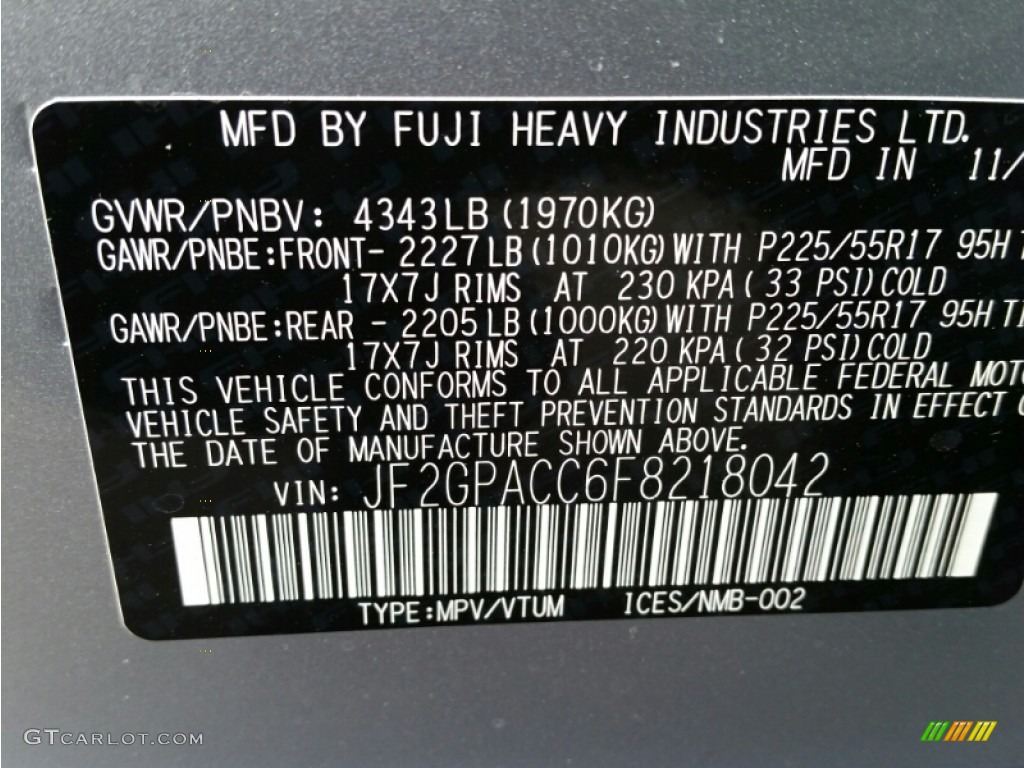 MFD BY FUJI HEAVY INDUSTRIES LTD.
MFD IN 11/
GVWR/PNBV: 4343LB(1970KG)
GAWR/PNBE:FRONT- 2227LB(1010KG)WITH P225/55R17 95H
17X7J RIMS AT 230 KPA( 33 PSI)COLD
GAWR/PNBE:REAR - 2205LB(1000KG)WITH P225/55R17 95H TI
17X7J RIMS AT 220 KPA( 32 PSI)COLD
THIS VEHICLE CONFORMS TO ALL APPLICABLE FEDERAL MOTO
VEHICLE SAFETY AND THEFT PREVENTION STANDARDS IN EFFECT
THE DATE OF MANUFACTURE SHOWN ABOVE.
VIN: JF2GPACC6F8218042
TYPE:MPV/VTUM ICES/NMB-002
GTCARLOT.COM